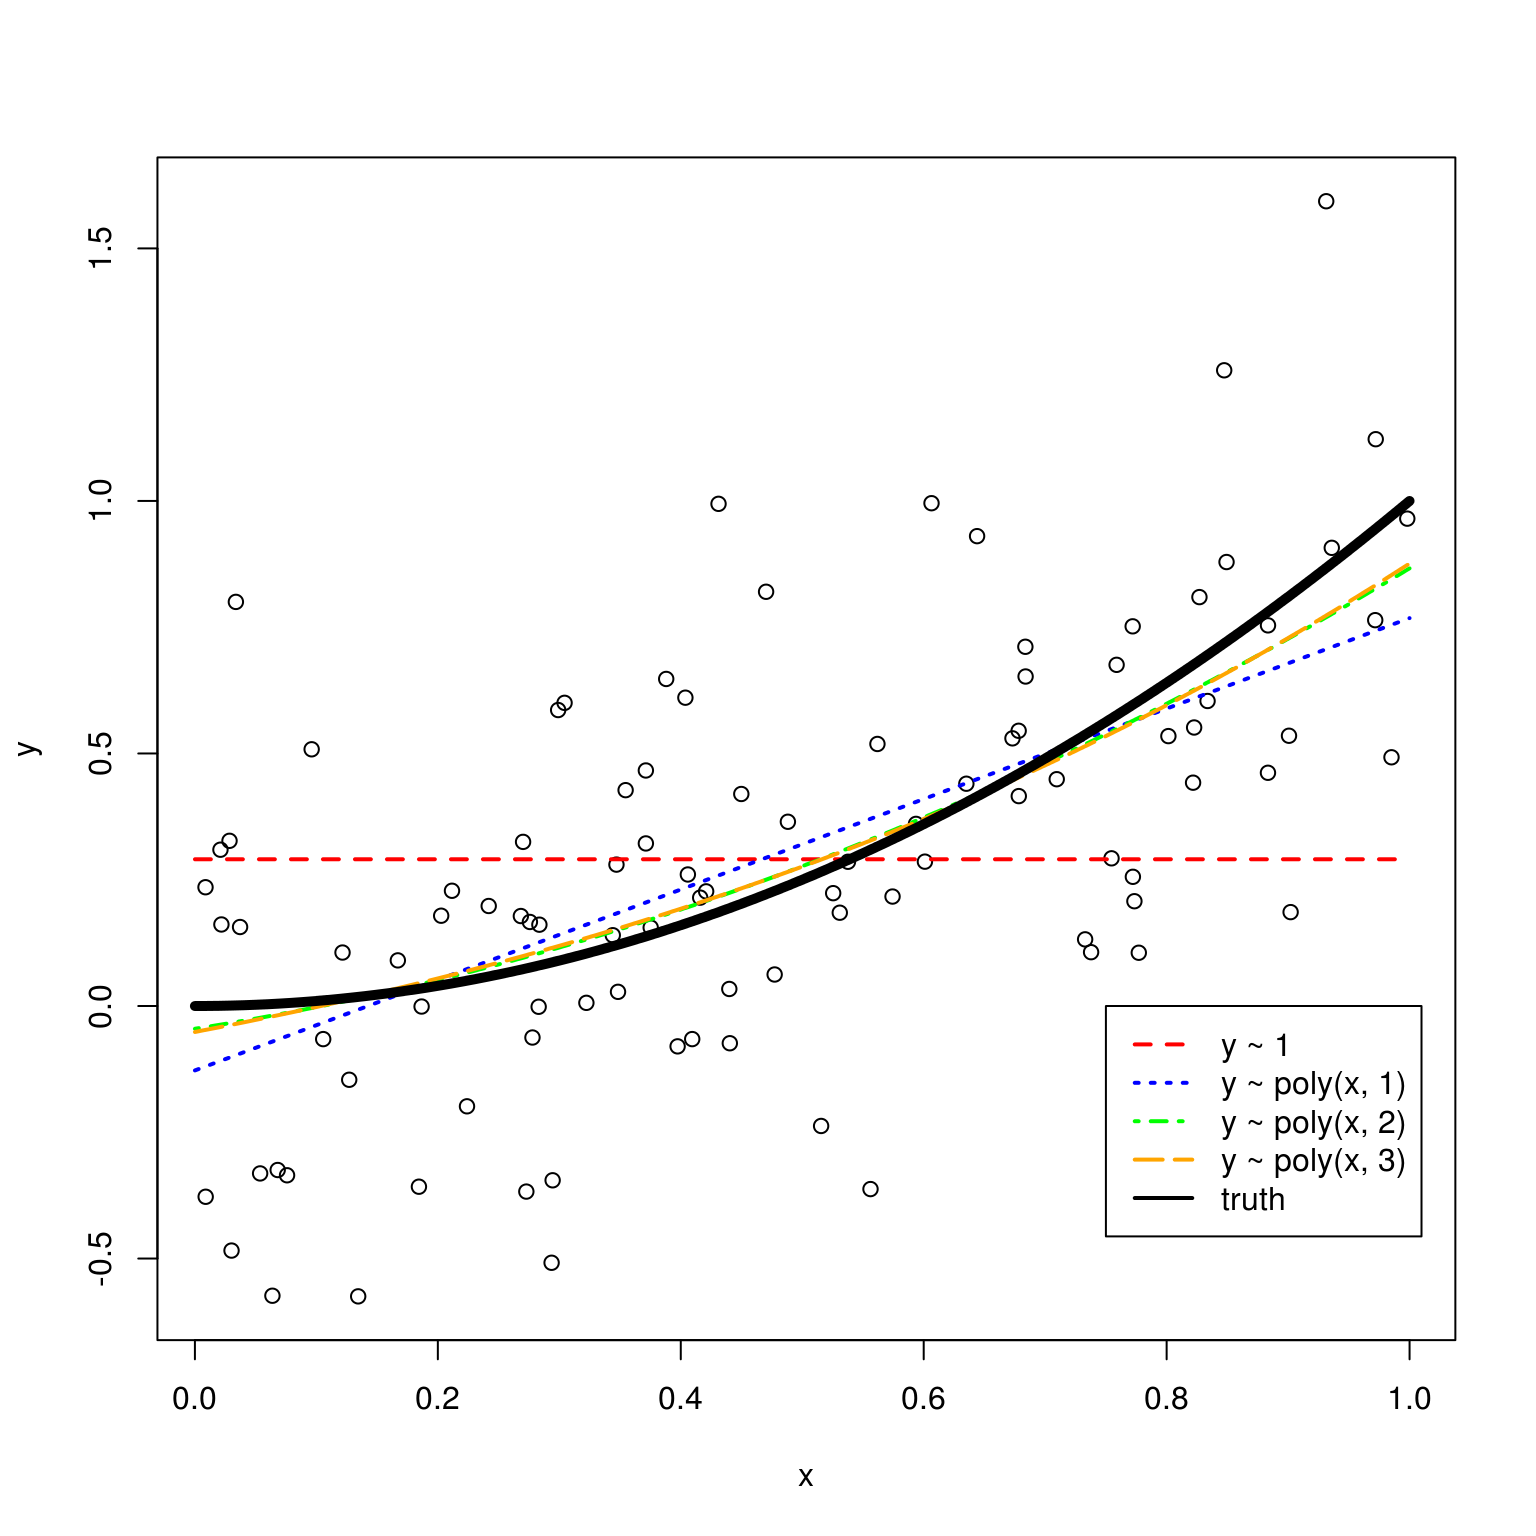 1.5
1.0
0.5
0.0
-0.5
y
y ~ 1
y ~ poly(x, 1)
y ~ poly(x, 2)
y ~ poly(x, 3)
truth
0.0 0.2 0.4 0.6 0.8 1.0
x